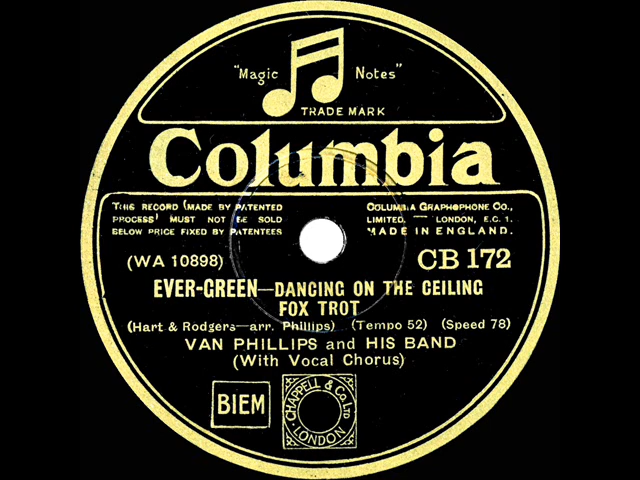 "Magic Notes"
TRADE MARK
Columbia
THIS RECORD (MADE BY PATENTED
PROCESS) MUST NOT BE SOLD
BELOW PRICE FIXED BY PATENTEES
COLUMBIA GRAPHOPHONE CO.,
LIMITED. — LONDON, E.C. 1.
MADE IN ENGLAND.
(WA 10898)
CB 172
EVER-GREEN—DANCING ON THE CEILING
FOX TROT
(Hart & Rodgers—arr. Phillips) (Tempo 52) (Speed 78)
VAN PHILLIPS and HIS BAND
(With Vocal Chorus)
BIEM
CHAPPELL & Co LTD
LONDON